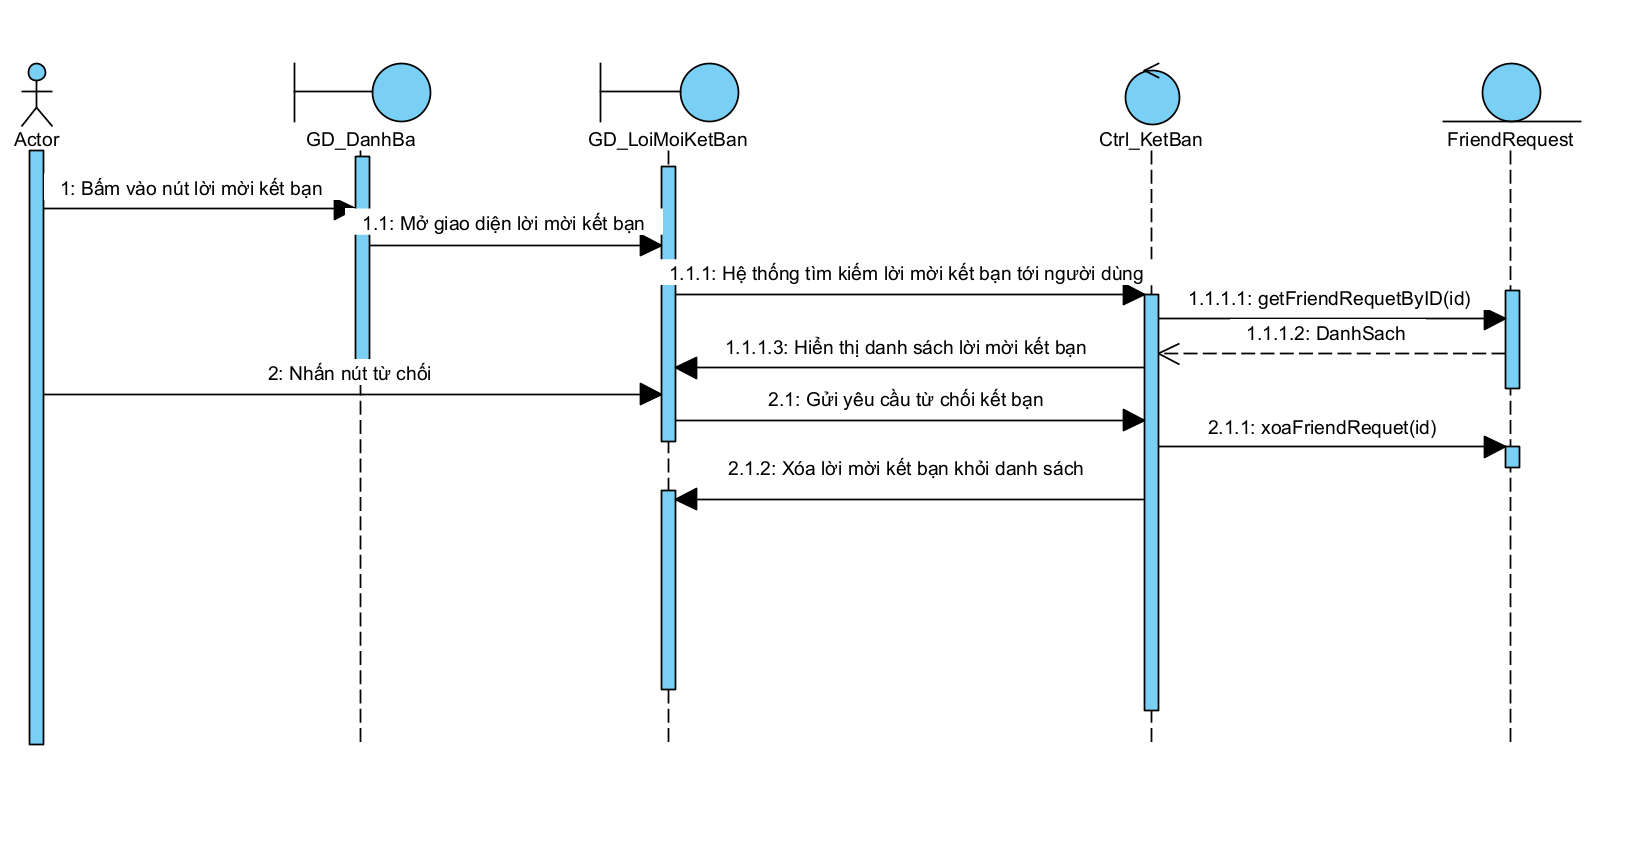 Actor
GD_DanhBa
GD_LoiMoiKetBan
Ctrl_KetBan
FriendRequest
1: Bấm vào nút lời mời kết bạn
1.1: Mở giao diện lời mời kết bạn
1.1.1: Hệ thống tìm kiếm lời mời kết bạn tới người dùng
1.1.1.1: getFriendRequetByID(id)
1.1.1.2: DanhSach
1.1.1.3: Hiển thị danh sách lời mời kết bạn
2: Nhấn nút từ chối
2.1: Gửi yêu cầu từ chối kết bạn
2.1.1: xoaFriendRequet(id)
2.1.2: Xóa lời mời kết bạn khỏi danh sách